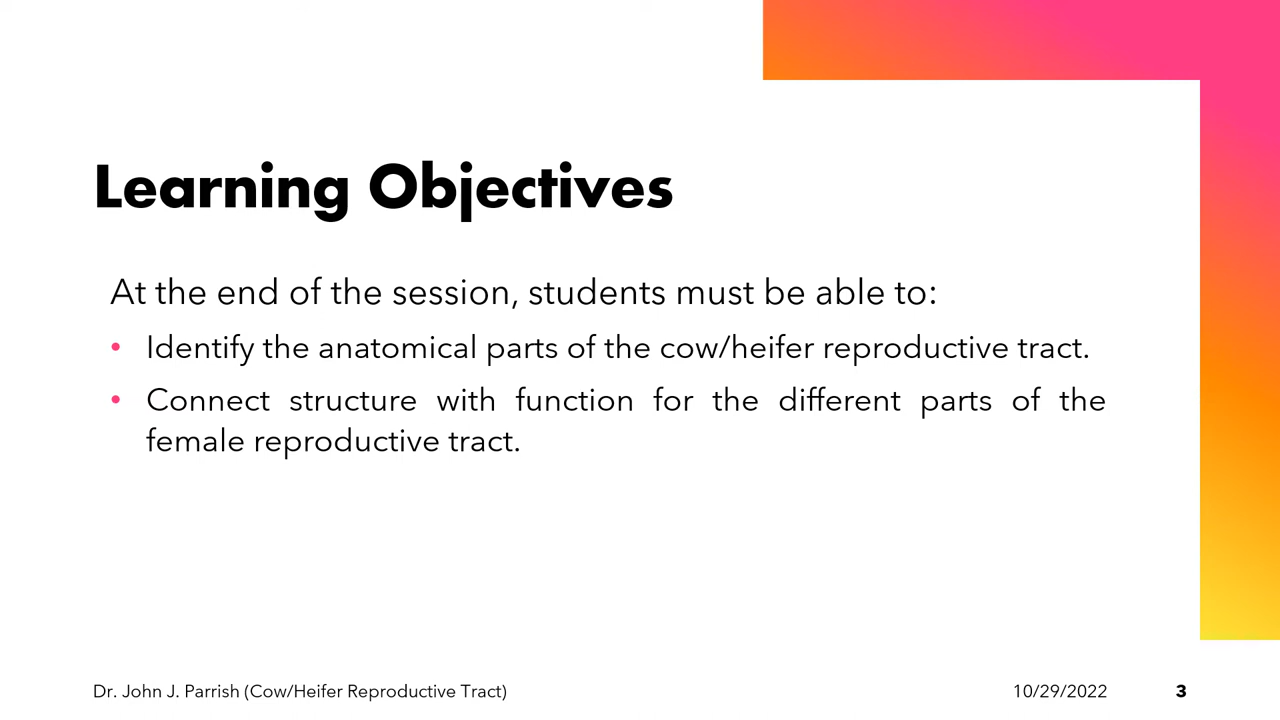 Learning Objectives
At the end of the session, students must be able to:
• Identify the anatomical parts of the cow/heifer reproductive tract.
• Connect structure with function for the different parts of the
female reproductive tract.
Dr. John J. Parrish (Cow/Heifer Reproductive Tract)
10/29/2022
3